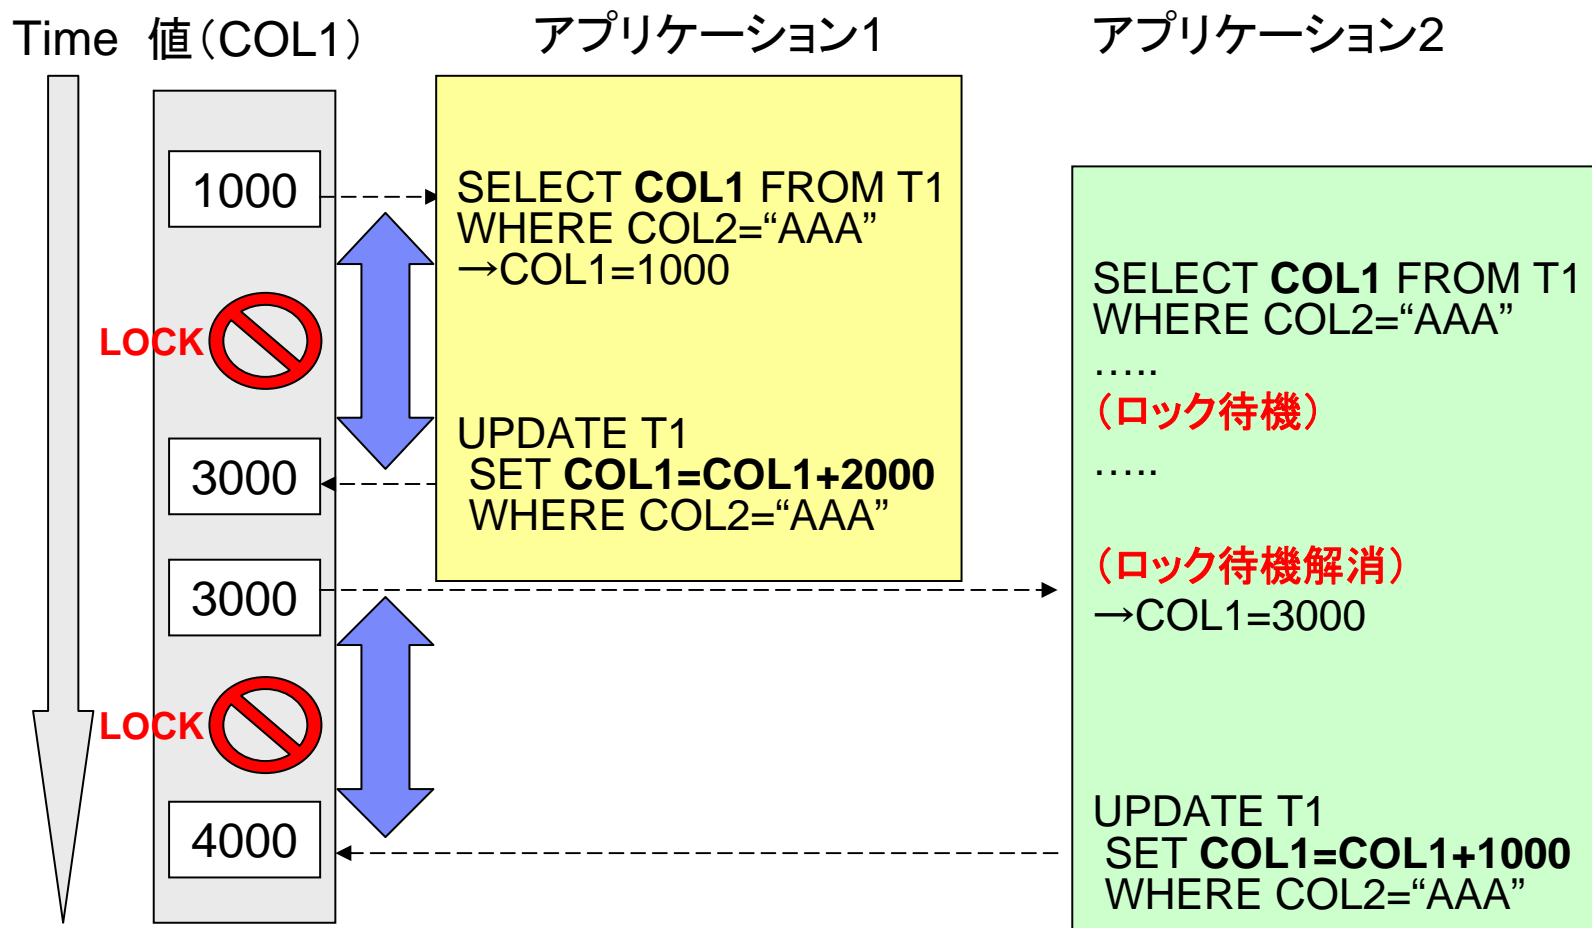 Time 値(COL1) アプリケーション1 アプリケーション2
1000
LOCK
3000
3000
LOCK
4000
SELECT COL1 FROM T1
WHERE COL2=“AAA”
→COL1=1000
UPDATE T1
SET COL1=COL1+2000
WHERE COL2=“AAA”
SELECT COL1 FROM T1
WHERE COL2=“AAA”
…..
（ロック待機）
…..
（ロック待機解消）
→COL1=3000
UPDATE T1
SET COL1=COL1+1000
WHERE COL2=“AAA”